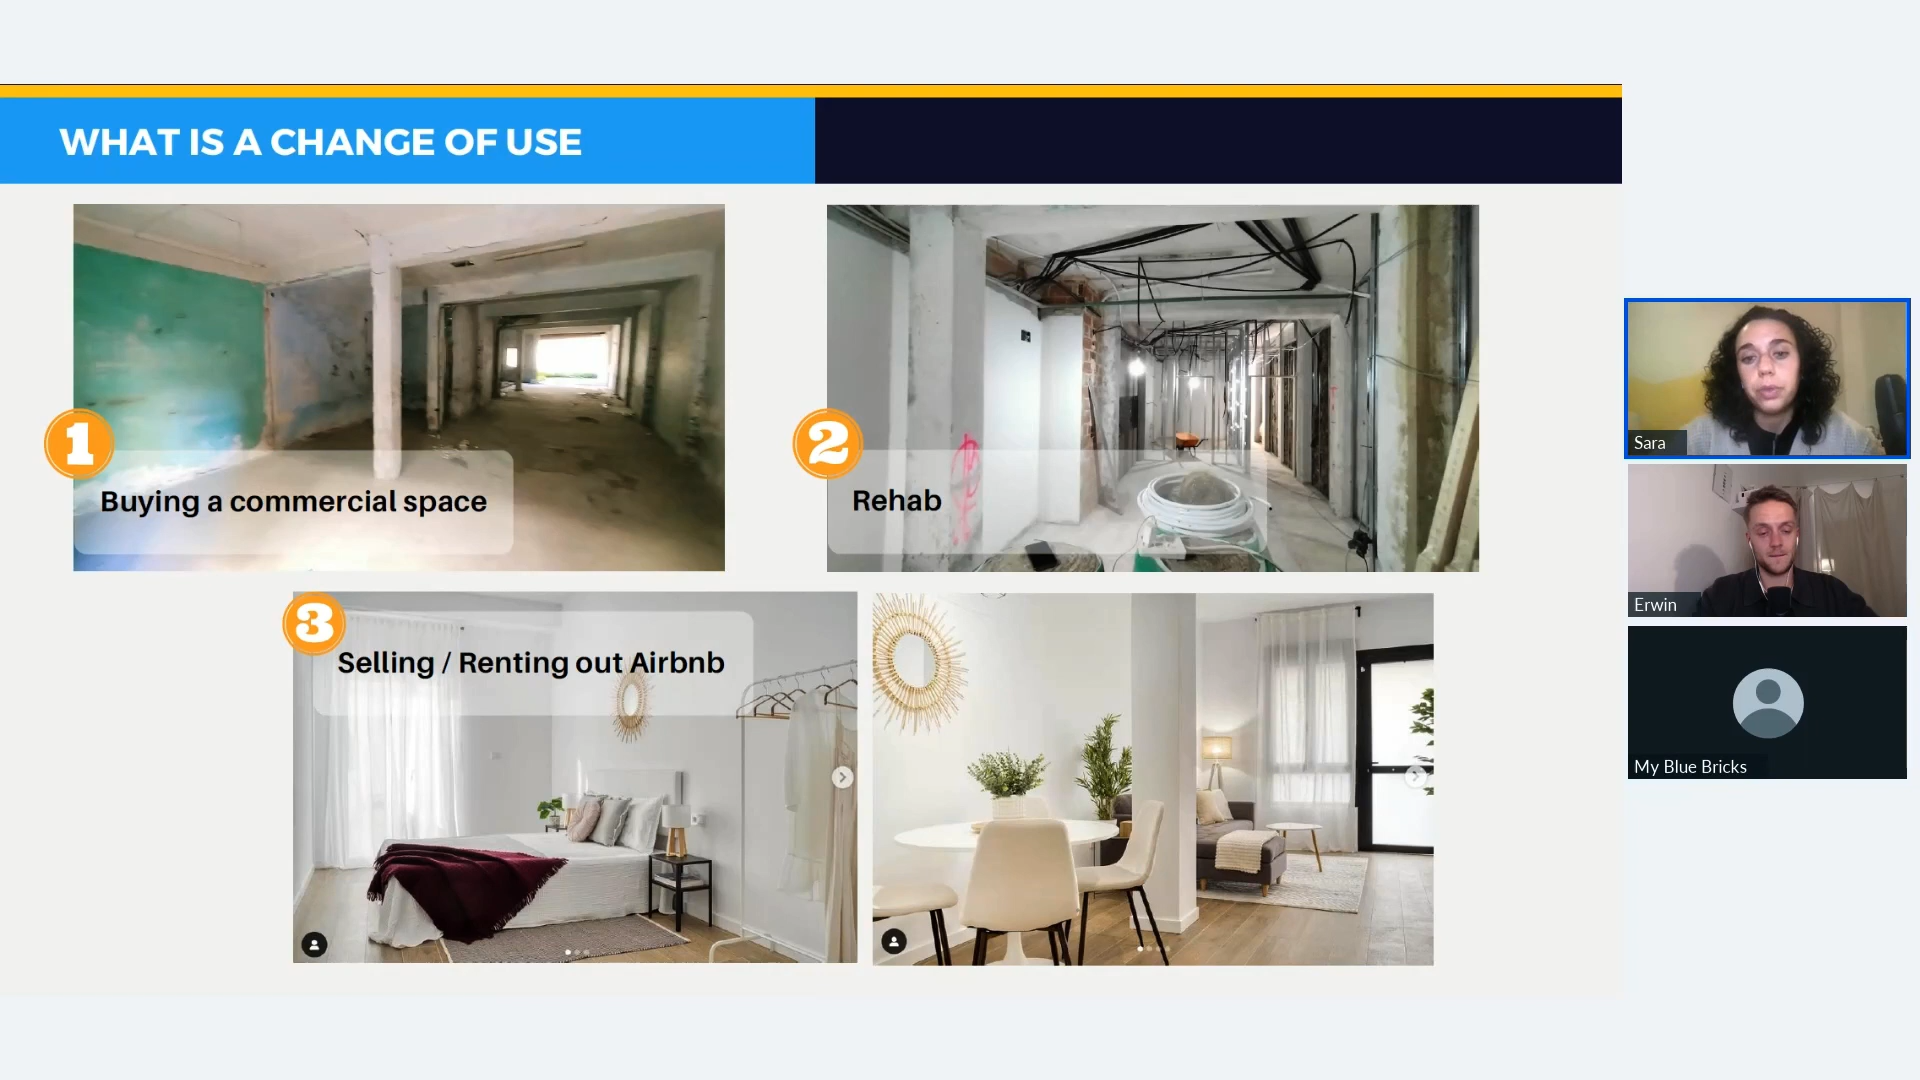 WHAT IS A CHANGE OF USE
1
Buying a commercial space
2
Rehab
3
Selling / Renting out Airbnb
Sara
Erwin
My Blue Bricks